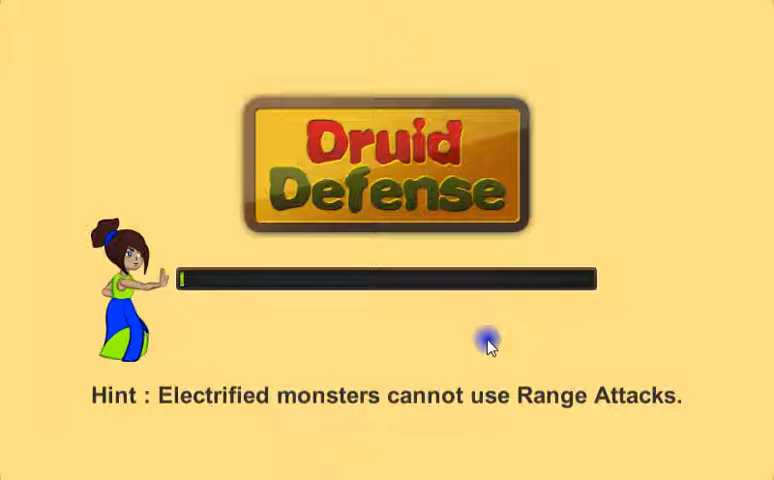 Druid
Defense
Hint : Electrified monsters cannot use Range Attacks.